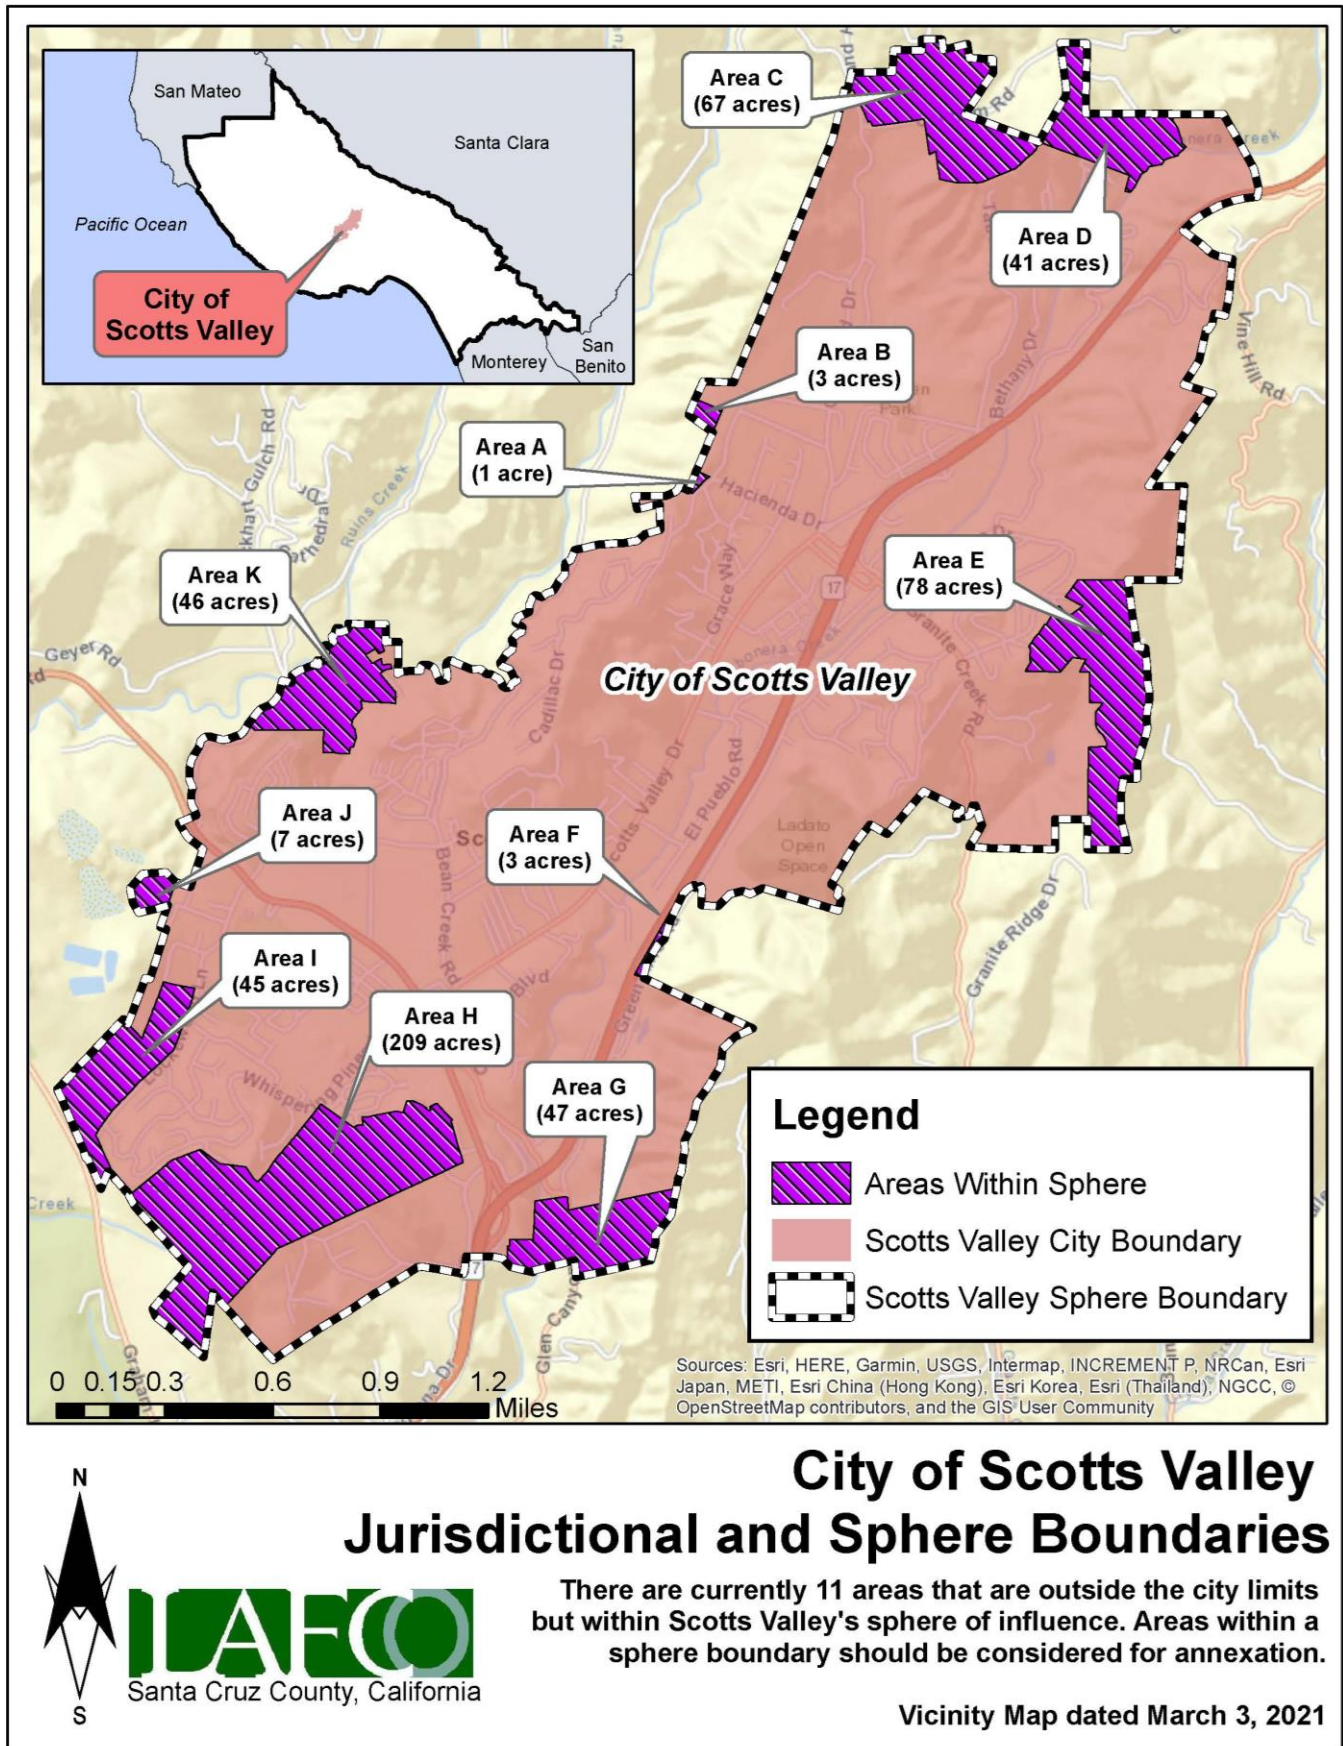 San Mateo
Santa Clara
Pacific Ocean
City of
Scotts Valley
Monterey
San
Benito
Area C
(67 acres)
Area D
(41 acres)
Area B
(3 acres)
Area A
(1 acre)
Area E
(78 acres)
Area K
(46 acres)
City of Scotts Valley
Area J
(7 acres)
Area F
(3 acres)
Area I
(45 acres)
Area H
(209 acres)
Area G
(47 acres)
Vine Hill Rd
Bethany Dr
Park
Hacienda Dr
Ruins Creek
Grace Way
17
Granite Creek Rd
Geyer Rd
Cadillac Dr
El Pueblo Rd
Ladato
Open
Space
Bean Creek Rd
Blvd
Granite Ridge Dr
Creek
Legend
Areas Within Sphere
Scotts Valley City Boundary
Scotts Valley Sphere Boundary
0 0.15 0.3 0.6 0.9 1.2
Miles
Sources: Esri, HERE, Garmin, USGS, Intermap, INCREMENT P, NRCan, Esri
Japan, METI, Esri China (Hong Kong), Esri Korea, Esri (Thailand), NGCC, ©
OpenStreetMap contributors, and the GIS User Community
City of Scotts Valley
Jurisdictional and Sphere Boundaries
There are currently 11 areas that are outside the city limits
but within Scotts Valley's sphere of influence. Areas within a
sphere boundary should be considered for annexation.
Vicinity Map dated March 3, 2021
N
S
LAFCO
Santa Cruz County, California